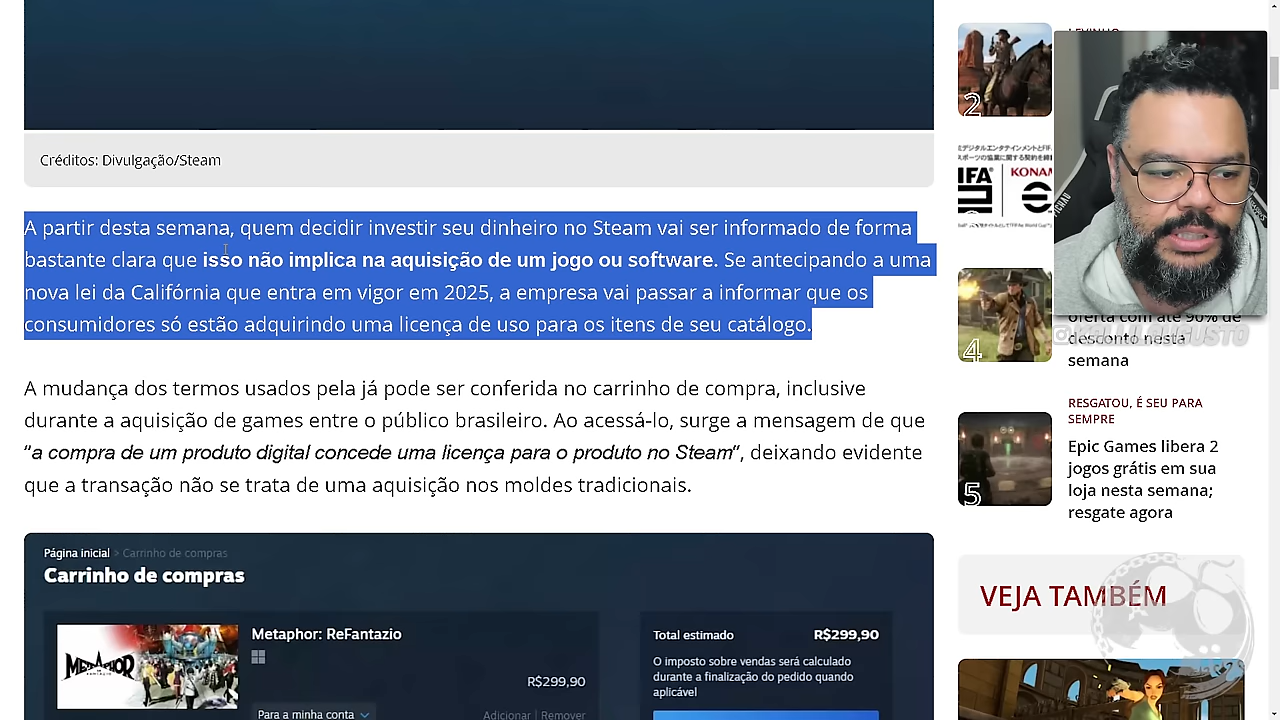 Créditos: Divulgação/Steam
A partir desta semana, quem decidir investir seu dinheiro no Steam vai ser informado de forma
bastante clara que isso não implica na aquisição de um jogo ou software. Se antecipando a uma
nova lei da Califórnia que entra em vigor em 2025, a empresa vai passar a informar que os
consumidores só estão adquirindo uma licença de uso para os itens de seu catálogo.
A mudança dos termos usados pela já pode ser conferida no carrinho de compra, inclusive
durante a aquisição de games entre o público brasileiro. Ao acessá-lo, surge a mensagem de que
"a compra de um produto digital concede uma licença para o produto no Steam", deixando evidente
que a transação não se trata de uma aquisição nos moldes tradicionais.
Página inicial > Carrinho de compras
Carrinho de compras
METAPHOR
Metaphor: ReFantazio
R$299,90
Para a minha conta
Adicionar | Remover
Total estimado R$299,90
O imposto sobre vendas será calculado
durante a finalização do pedido quando
aplicável
2
FIFA
KONAM
4
oferta com até 90% de
desconto nesta
semana
RESGATOU, É SEU PARA
SEMPRE
5
Epic Games libera 2
jogos grátis em sua
loja nesta semana;
resgate agora
VEJA TAMBÉM